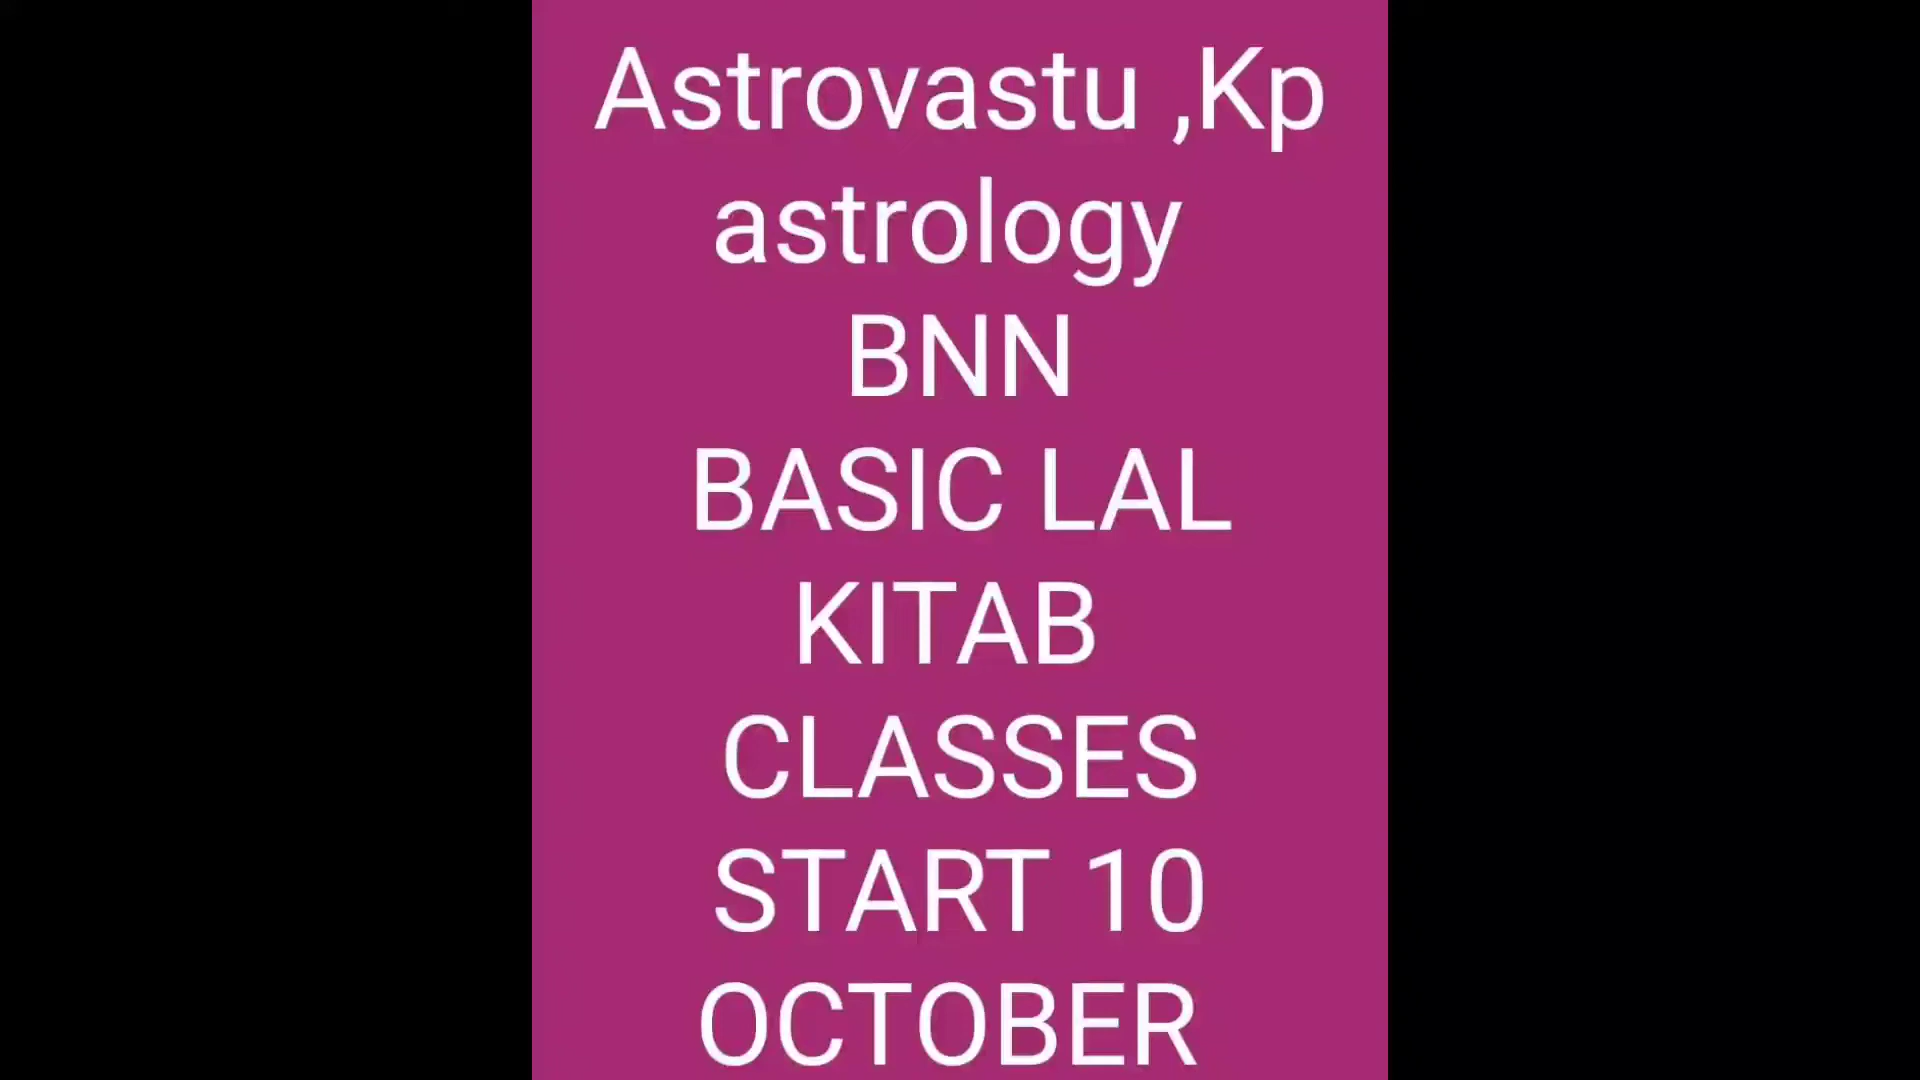 Astrovastu ,Kp
astrology
BNN
BASIC LAL
KITAB
CLASSES
START 10
OCTOBER